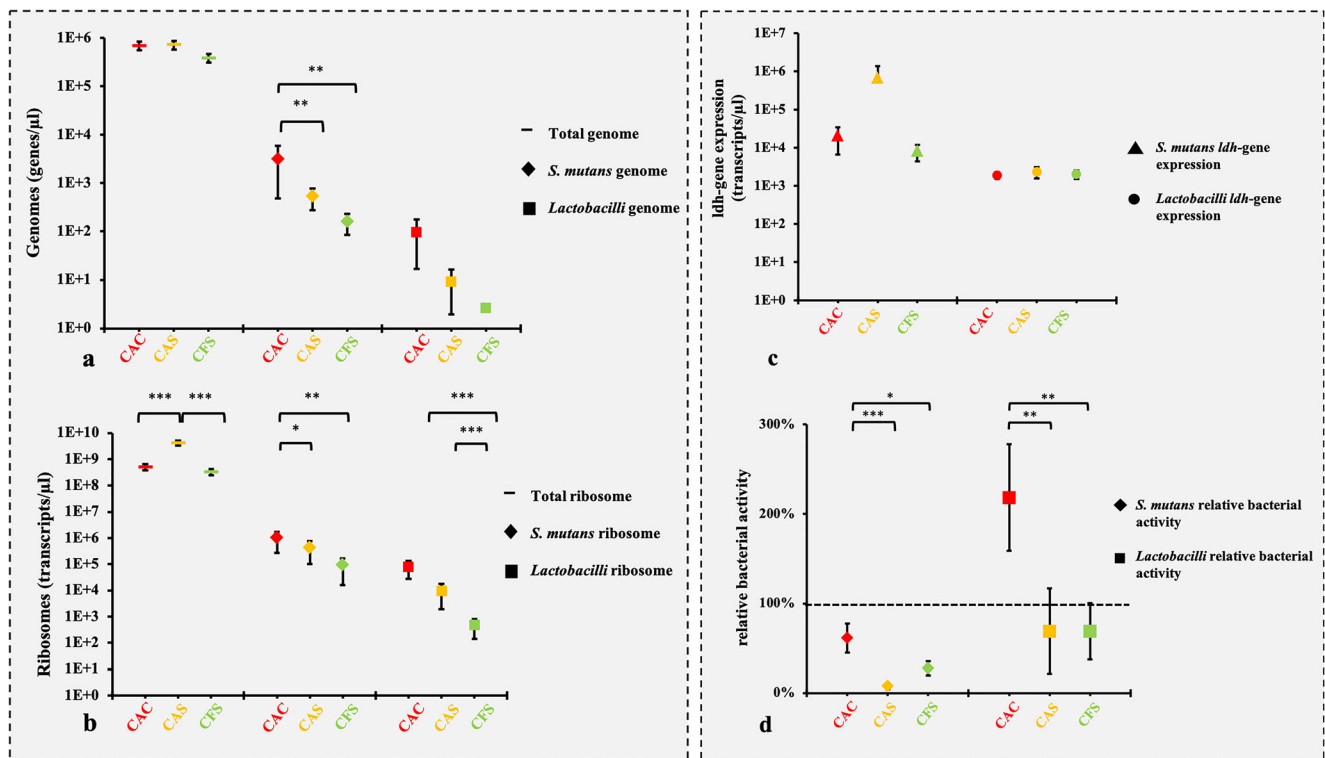 1E+6
1E+5
1E+4
1E+3
1E+2
1E+1
1E+0
Genomes (genes/µl)
**
**
Total genome
S. mutans genome
Lactobacilli genome
CAC CAS CFS CAC CAS CFS CAC CAS CFS
a
*** *** ** ***
* ***
1E+10
1E+9
1E+8
1E+7
1E+6
1E+5
1E+4
1E+3
1E+2
1E+1
1E+0
Ribosomes (transcripts/µl)
Total ribosome
S. mutans ribosome
Lactobacilli ribosome
CAC CAS CFS CAC CAS CFS CAC CAS CFS
b
1E+7
1E+6
1E+5
1E+4
1E+3
1E+2
1E+1
1E+0
ldh-gene expression
(transcripts/µl)
S. mutans ldh-gene
expression
Lactobacilli ldh-gene
expression
CAC CAS CFS CAC CAS CFS
c
* **
*** **
300%
200%
100%
0%
relative bacterial activity
S. mutans relative bacterial
activity
Lactobacilli relative bacterial
activity
CAC CAS CFS CAC CAS CFS
d